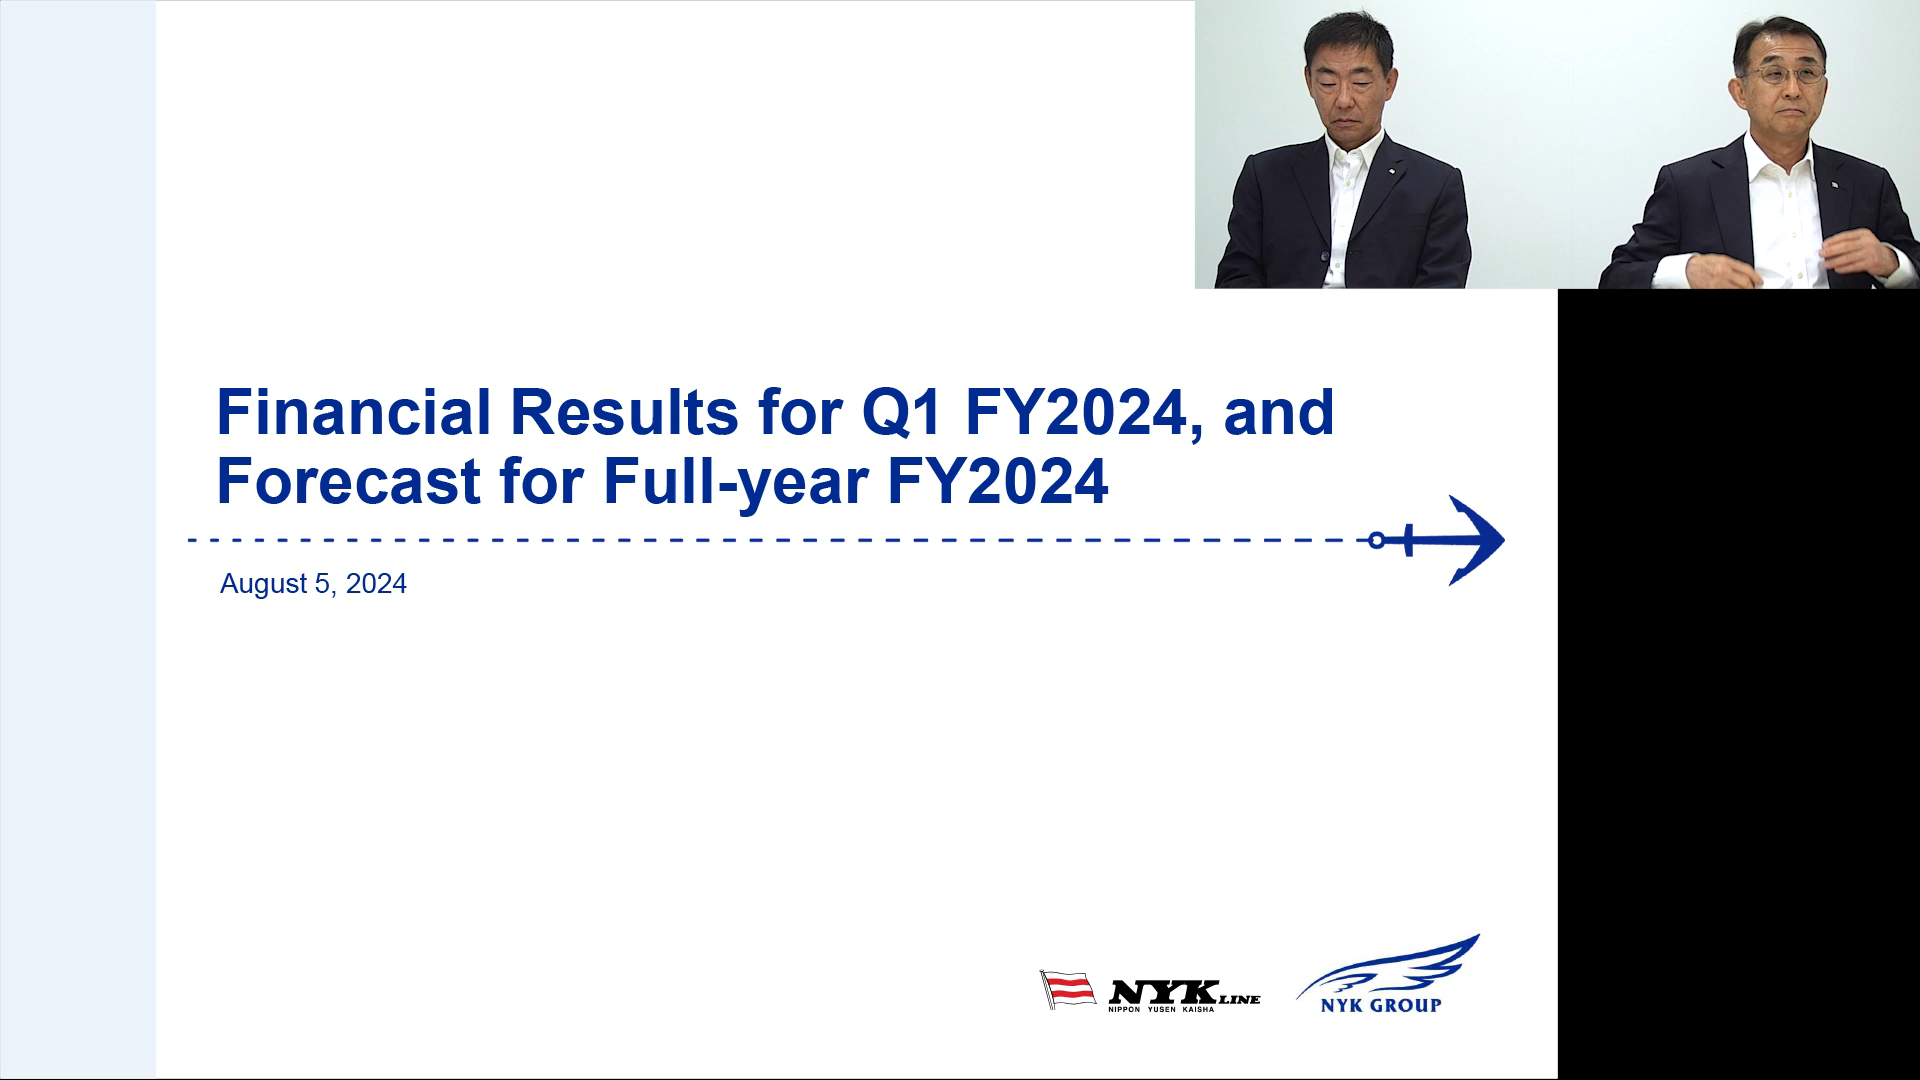 Financial Results for Q1 FY2024, and
Forecast for Full-year FY2024
August 5, 2024
NYK LINE
NIPPON YUSEN KAISHA
NYK GROUP